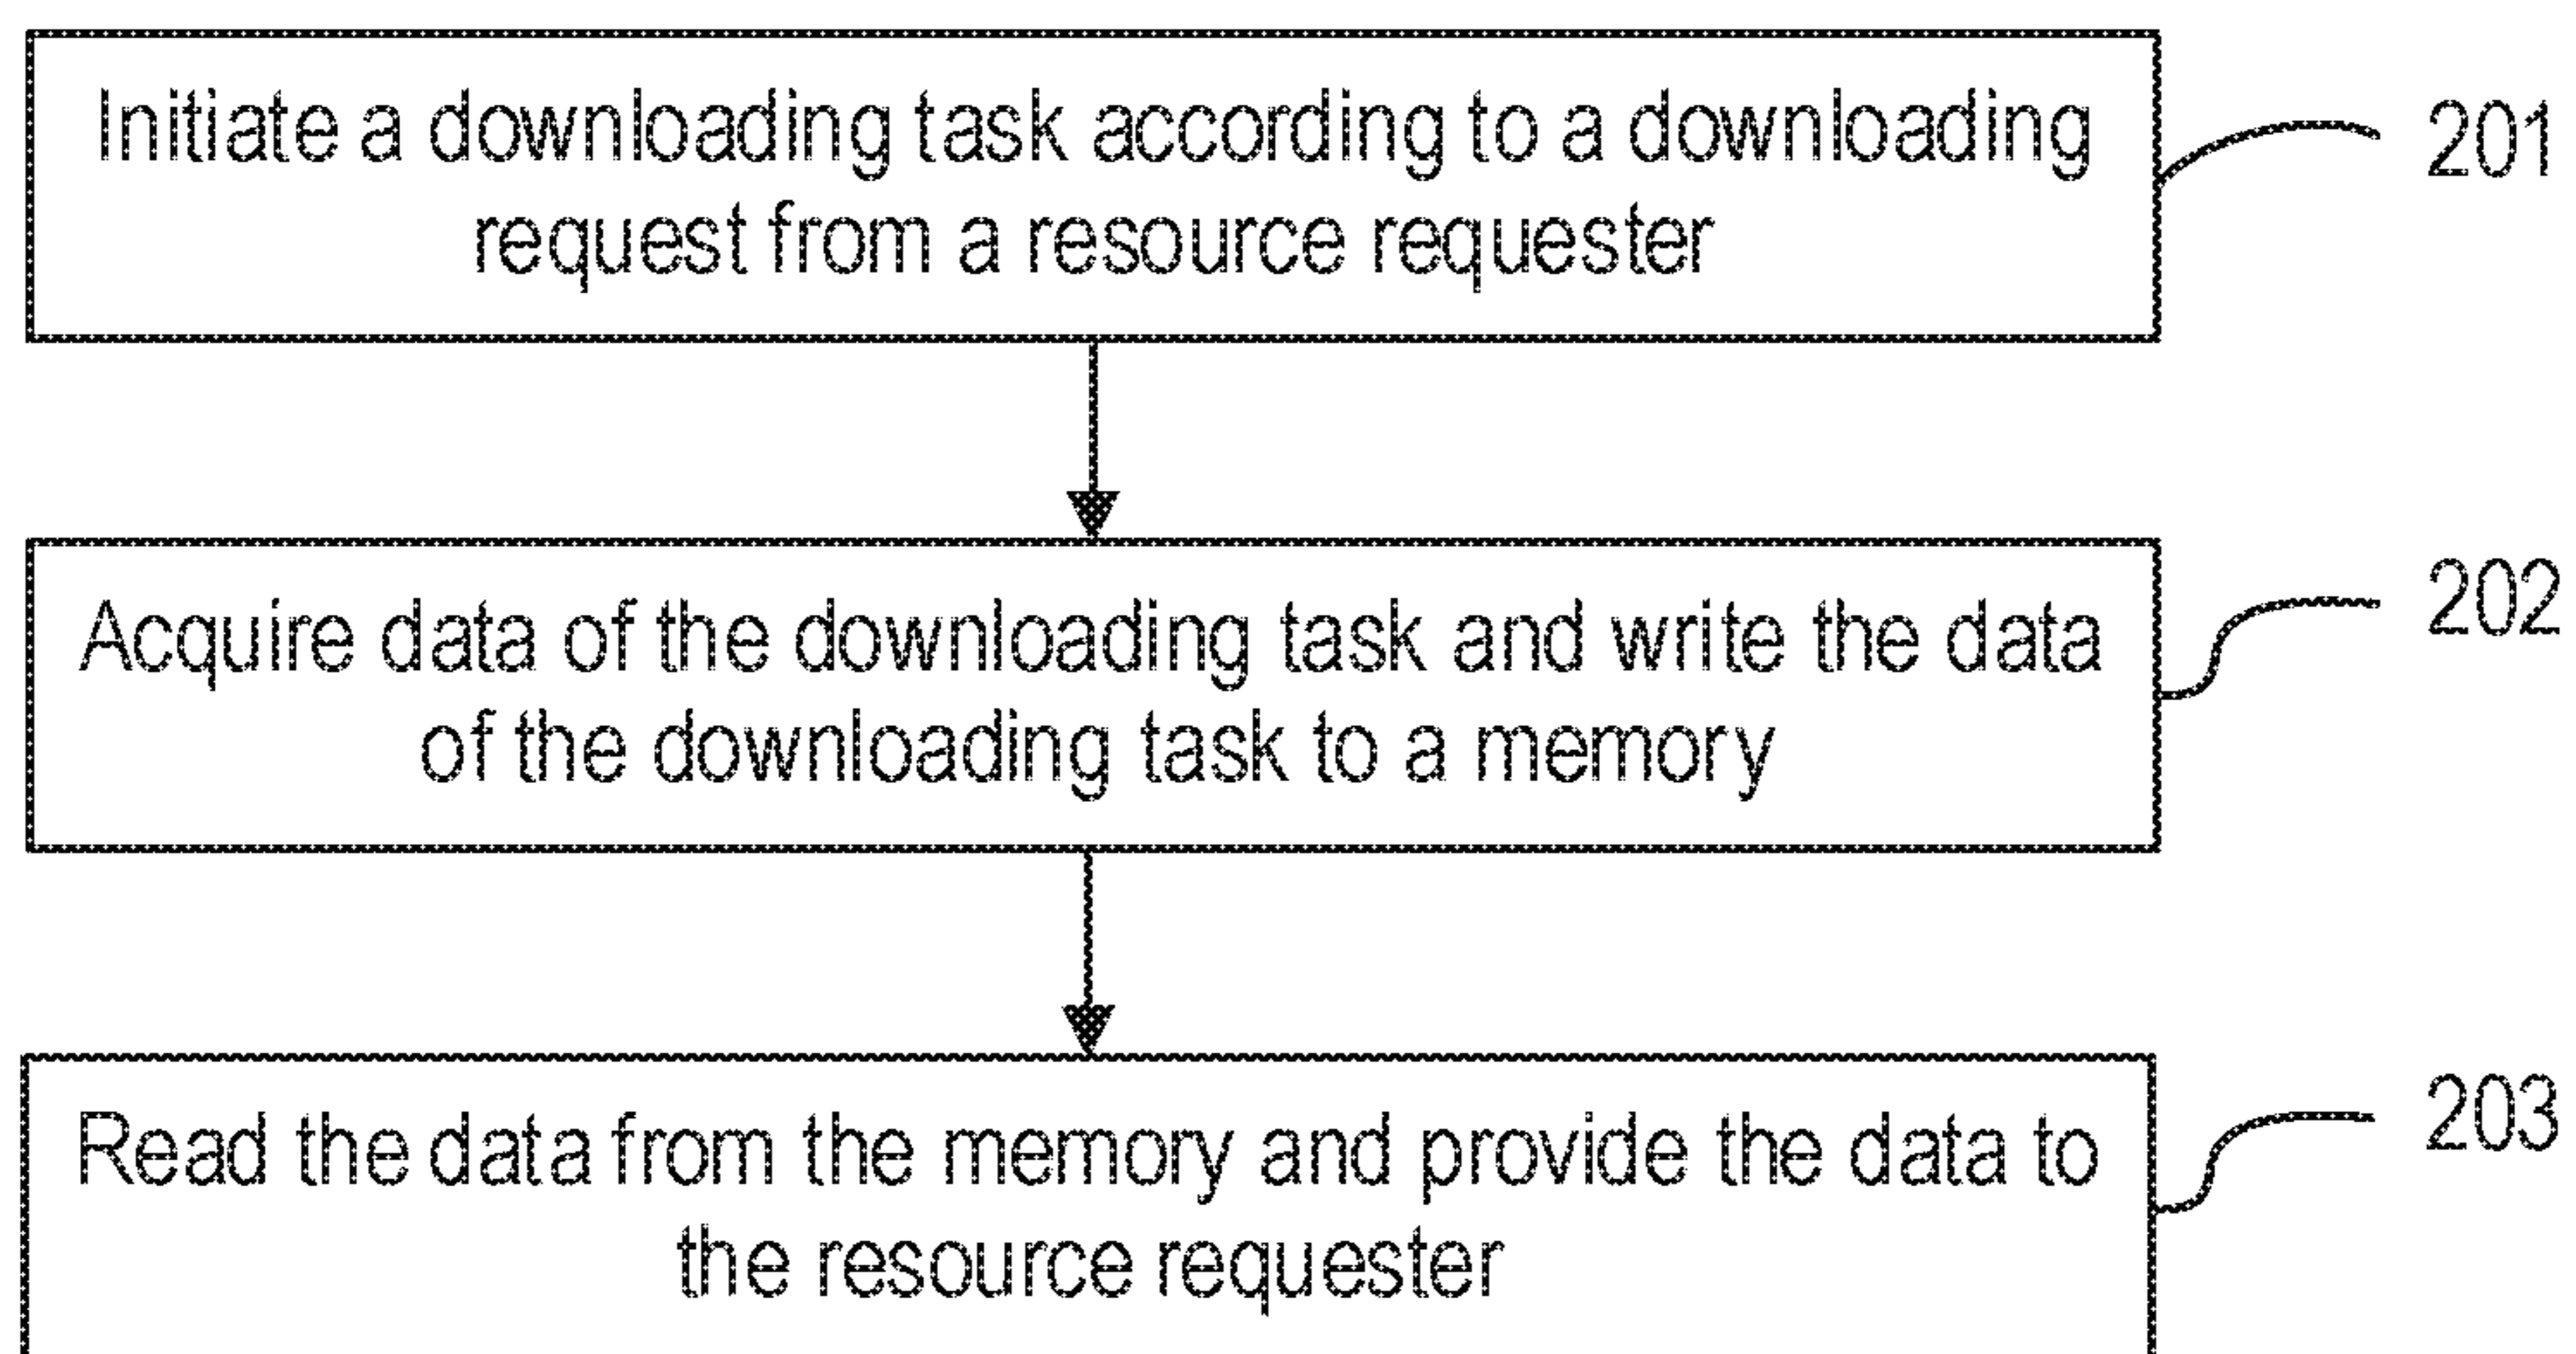 Initiate a downloading task according to a downloading
request from a resource requester
201
Acquire data of the downloading task and write the data
of the downloading task to a memory
202
Read the data from the memory and provide the data to
the resource requester
203